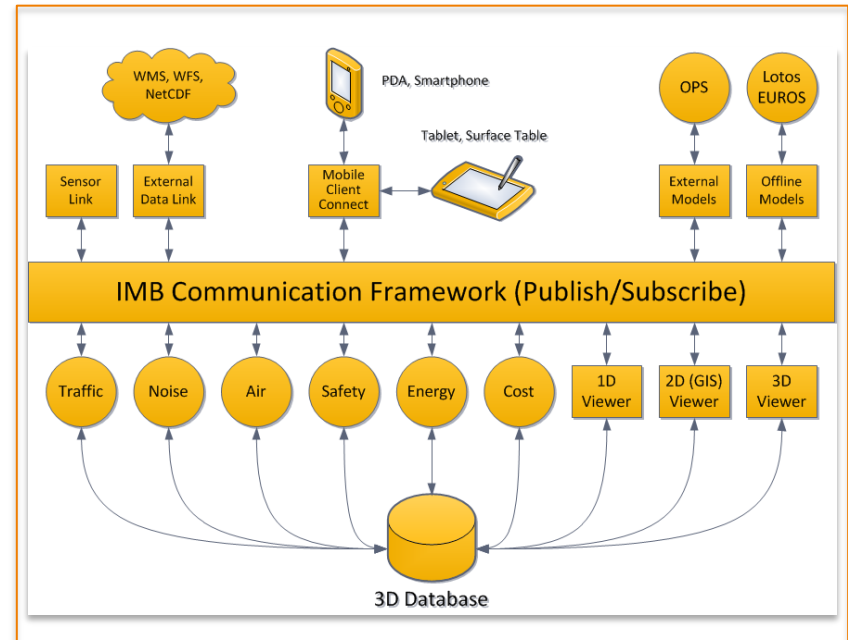 WMS, WFS,
NetCDF
PDA, Smartphone
OPS
Lotos
EUROS
Tablet, Surface Table
Sensor
Link
External
Data Link
Mobile
Client
Connect
External
Models
Offline
Models
IMB Communication Framework (Publish/Subscribe)
Traffic
Noise
Air
Safety
Energy
Cost
1D
Viewer
2D (GIS)
Viewer
3D
Viewer
3D Database